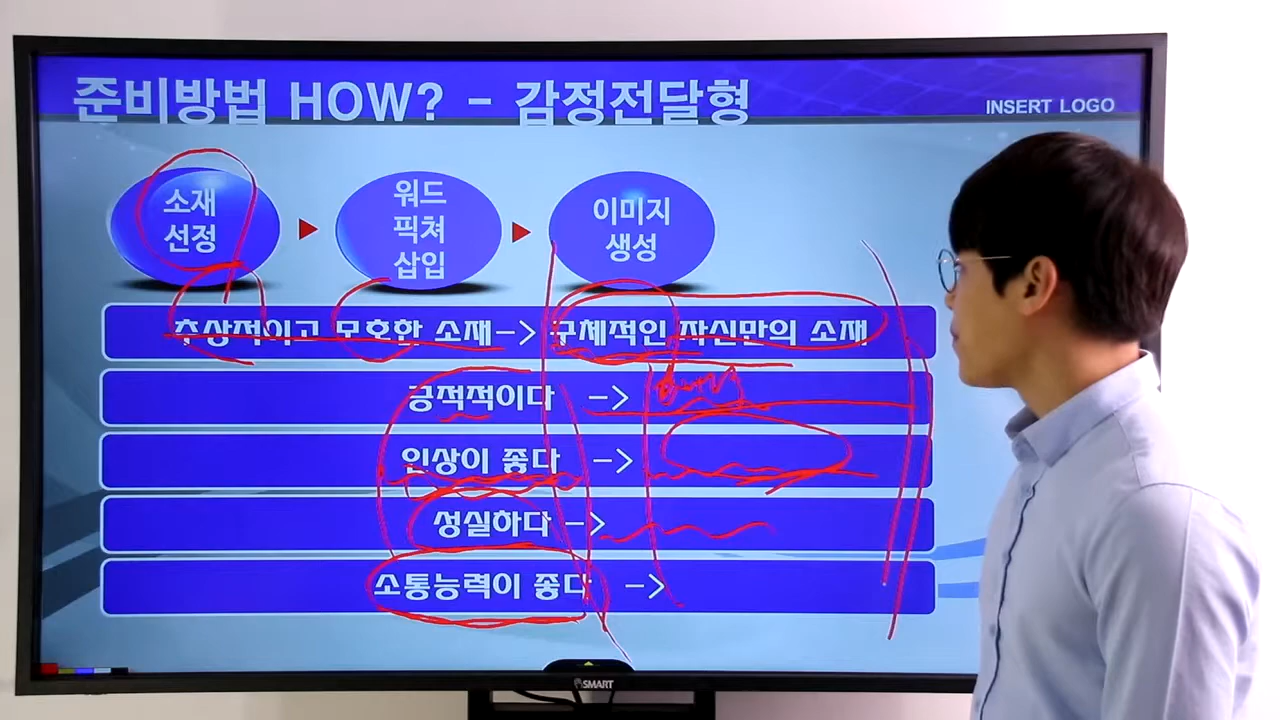 준비방법 HOW? - 감정전달형
INSERT LOGO
소재
선정
워드
픽쳐
삽입
이미지
생성
추상적이고 모호한 소재-> 구체적인 자신만의 소재
긍적적이다 ->
인상이 좋다 ->
성실하다 ->
소통능력이 좋다 ->
SMART